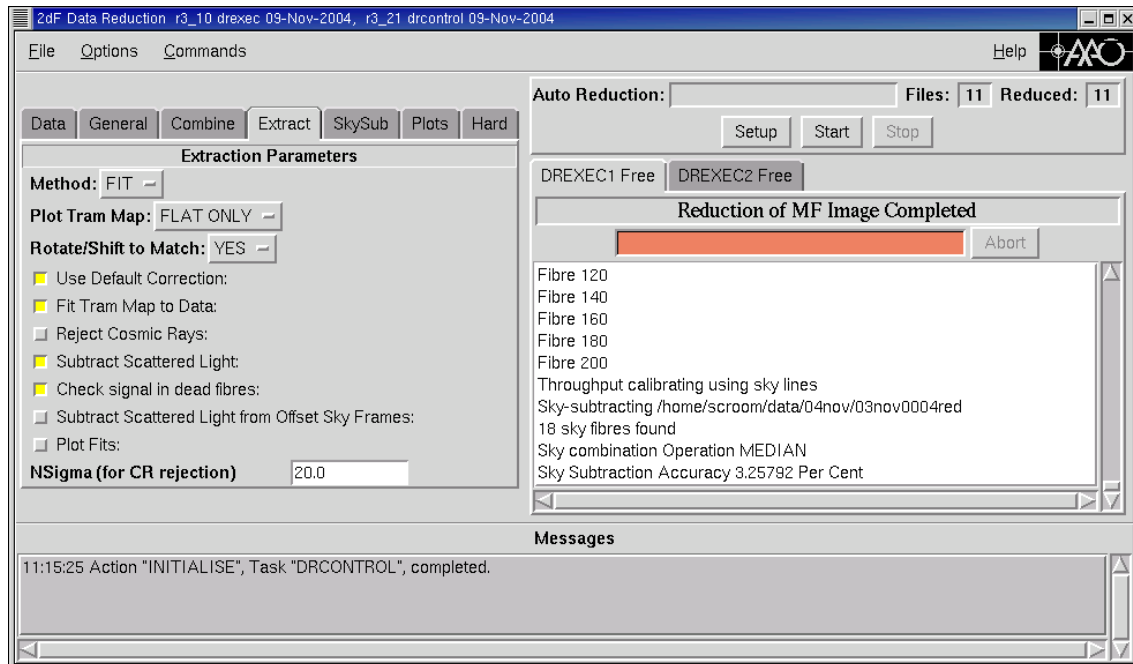 2dF Data Reduction r3_10 drexec 09-Nov-2004, r3_21 drcontrol 09-Nov-2004
File Options Commands Help AAO
Auto Reduction: Files: 11 Reduced: 11
Setup Start Stop
Data General Combine Extract SkySub Plots Hard
Extraction Parameters
Method: FIT
Plot Tram Map: FLAT ONLY
Rotate/Shift to Match: YES
Use Default Correction:
Fit Tram Map to Data:
Reject Cosmic Rays:
Subtract Scattered Light:
Check signal in dead fibres:
Subtract Scattered Light from Offset Sky Frames:
Plot Fits:
NSigma (for CR rejection) 20.0
DREXEC1 Free DREXEC2 Free
Reduction of MF Image Completed
Abort
Fibre 120
Fibre 140
Fibre 160
Fibre 180
Fibre 200
Throughput calibrating using sky lines
Sky-subtracting /home/scroom/data/04nov/03nov0004red
18 sky fibres found
Sky combination Operation MEDIAN
Sky Subtraction Accuracy 3.25792 Per Cent
Messages
11:15:25 Action "INITIALISE", Task "DRCONTROL", completed.